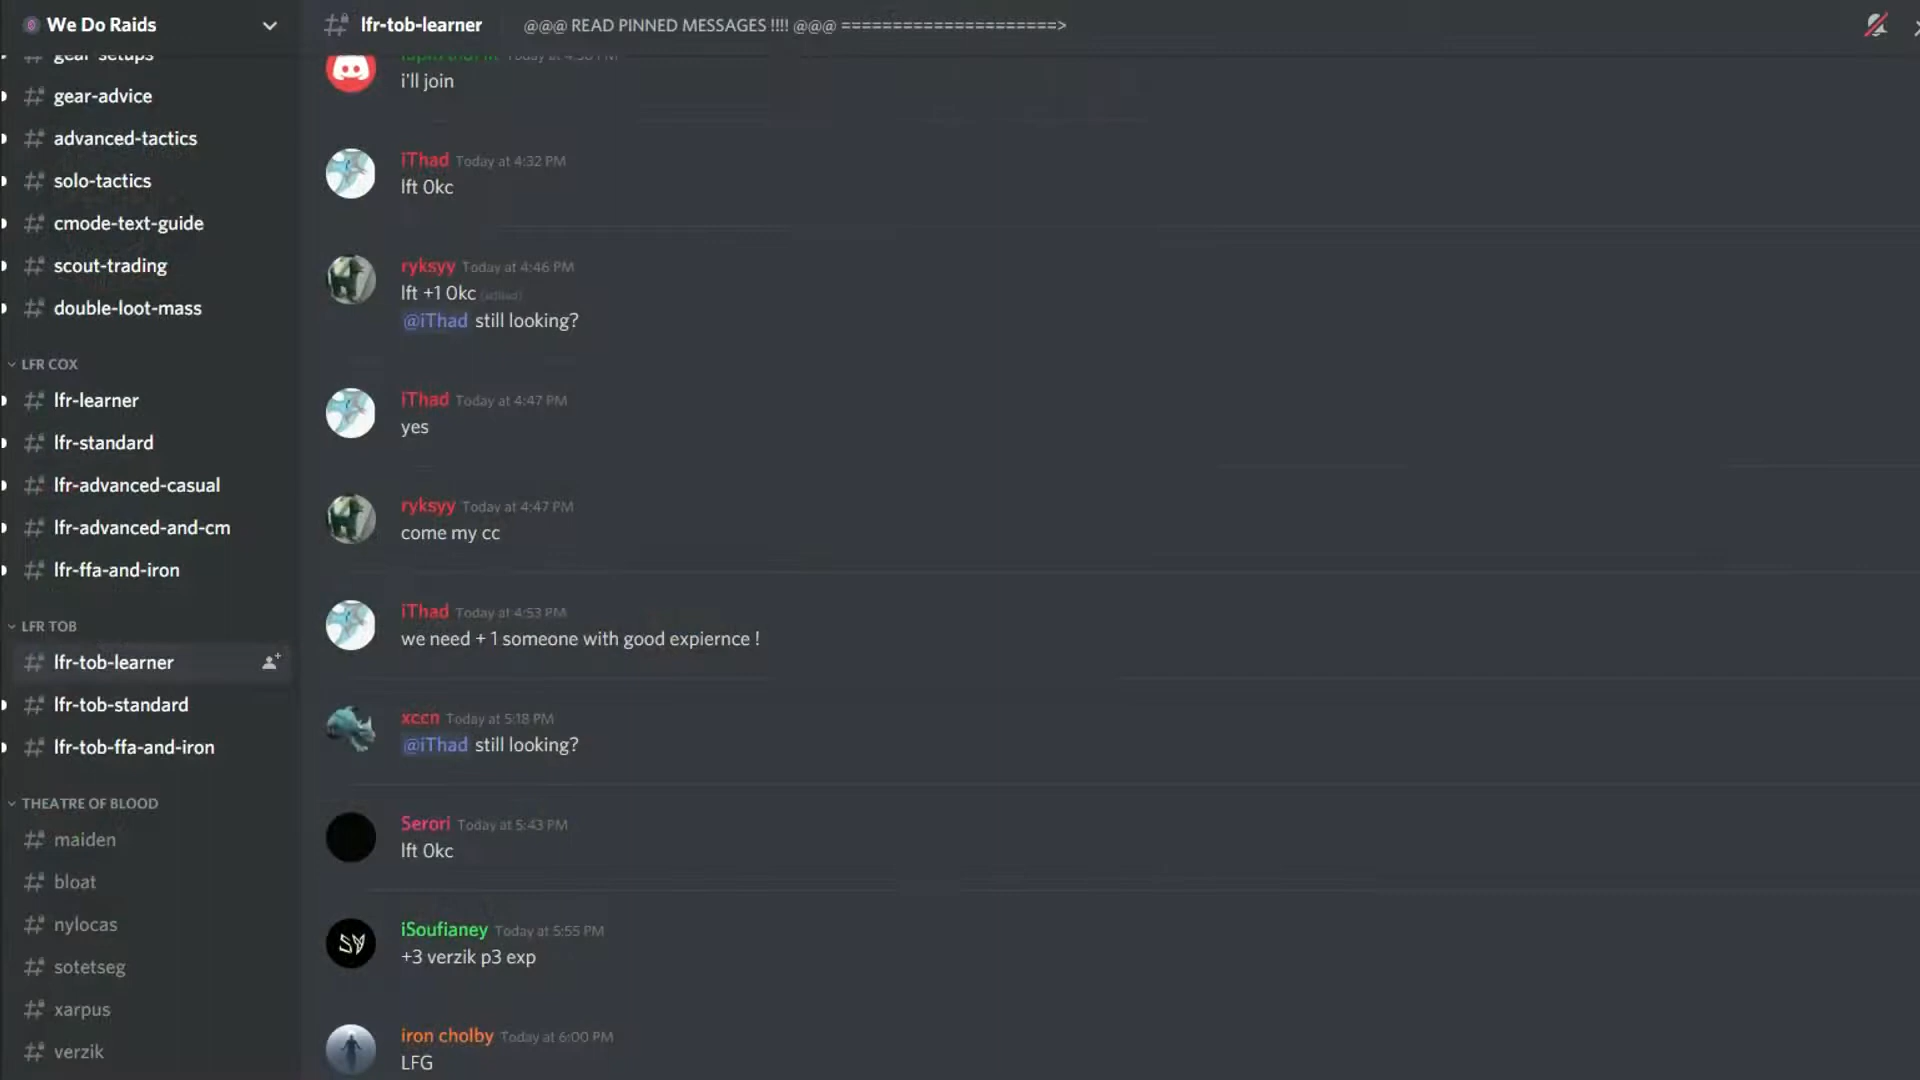 We Do Raids
gear-setups
gear-advice
advanced-tactics
solo-tactics
cmode-text-guide
scout-trading
double-loot-mass
LFR COX
lfr-learner
lfr-standard
lfr-advanced-casual
lfr-advanced-and-cm
lfr-ffa-and-iron
LFR TOB
lfr-tob-learner
lfr-tob-standard
lfr-tob-ffa-and-iron
THEATRE OF BLOOD
maiden
bloat
nylocas
sotetseg
xarpus
verzik
lfr-tob-learner @@@ READ PINNED MESSAGES !!!! @@@ =====================>
i'll join
iThad Today at 4:32 PM
lft 0kc
ryksyy Today at 4:46 PM
lft +1 0kc (edited)
@iThad still looking?
iThad Today at 4:47 PM
yes
ryksyy Today at 4:47 PM
come my cc
iThad Today at 4:53 PM
we need + 1 someone with good expiernce !
xccn Today at 5:18 PM
@iThad still looking?
Serori Today at 5:43 PM
lft 0kc
iSoufianey Today at 5:55 PM
+3 verzik p3 exp
iron cholby Today at 6:00 PM
LFG